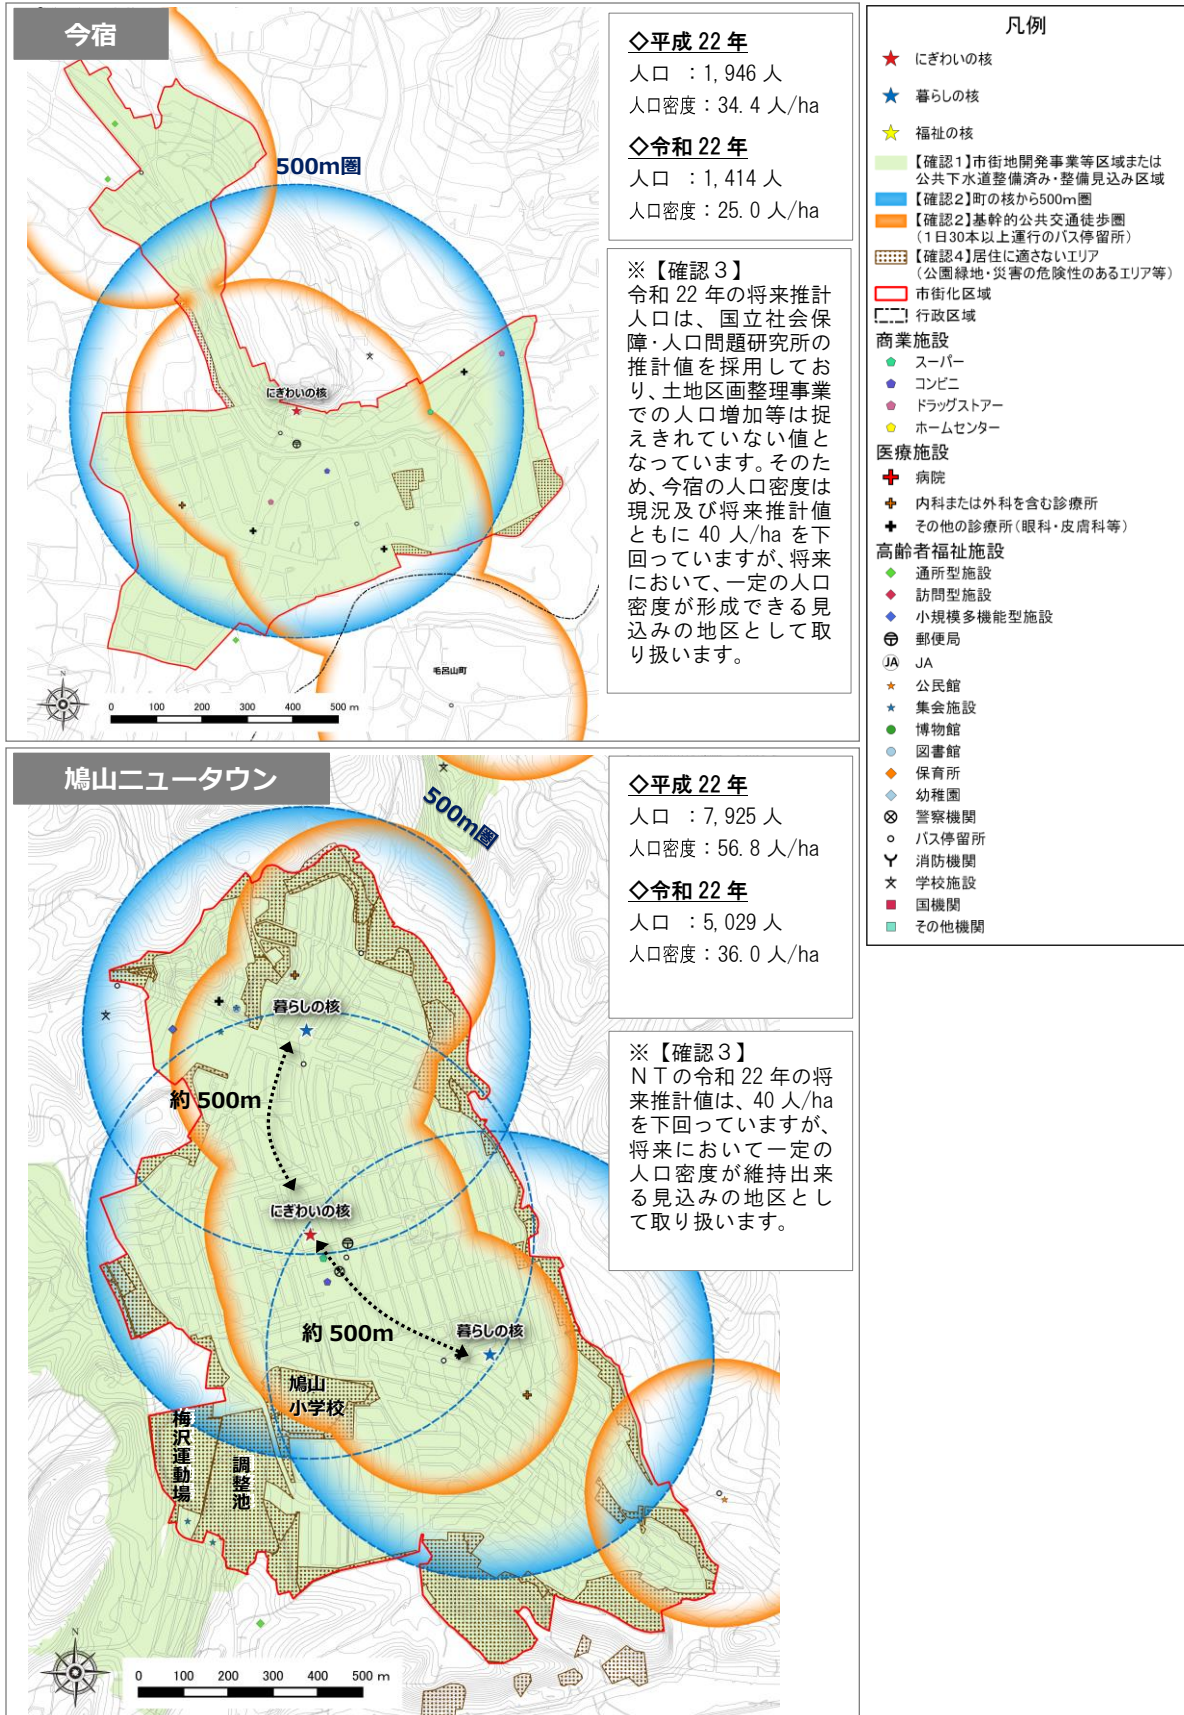 今宿
500m圏
にぎわいの核
毛呂山町
N
0 100 200 300 400 500 m
◇平成 22 年
人口 ：1,946 人
人口密度：34.4 人/ha
◇令和 22 年
人口 ：1,414 人
人口密度：25.0 人/ha
※【確認３】
令和 22 年の将来推計
人口は、国立社会保
障・人口問題研究所の
推計値を採用してお
り、土地区画整理事業
での人口増加等は捉
えきれていない値と
なっています。そのた
め、今宿の人口密度は
現況及び将来推計値
ともに 40 人/ha を下
回っていますが、将来
において、一定の人口
密度が形成できる見
込みの地区として取
り扱います。
鳩山ニュータウン
500m圏
暮らしの核
約 500m
にぎわいの核
約 500m
暮らしの核
鳩山
小学校
梅沢運動場
調整池
N
0 100 200 300 400 500 m
◇平成 22 年
人口 ：7,925 人
人口密度：56.8 人/ha
◇令和 22 年
人口 ：5,029 人
人口密度：36.0 人/ha
※【確認３】
ＮＴの令和 22 年の将
来推計値は、40 人/ha
を下回っていますが、
将来において一定の
人口密度が維持出来
る見込みの地区とし
て取り扱います。
凡例
にぎわいの核
暮らしの核
福祉の核
【確認１】市街地開発事業等区域または
公共下水道整備済み・整備見込み区域
【確認２】町の核から500m圏
【確認２】基幹的公共交通徒歩圏
（１日30本以上運行のバス停留所）
【確認４】居住に適さないエリア
（公園緑地・災害の危険性のあるエリア等）
市街化区域
行政区域
商業施設
スーパー
コンビニ
ドラッグストアー
ホームセンター
医療施設
病院
内科または外科を含む診療所
その他の診療所（眼科・皮膚科等）
高齢者福祉施設
通所型施設
訪問型施設
小規模多機能型施設
郵便局
JA JA
公民館
集会施設
博物館
図書館
保育所
幼稚園
警察機関
バス停留所
消防機関
学校施設
国機関
その他機関